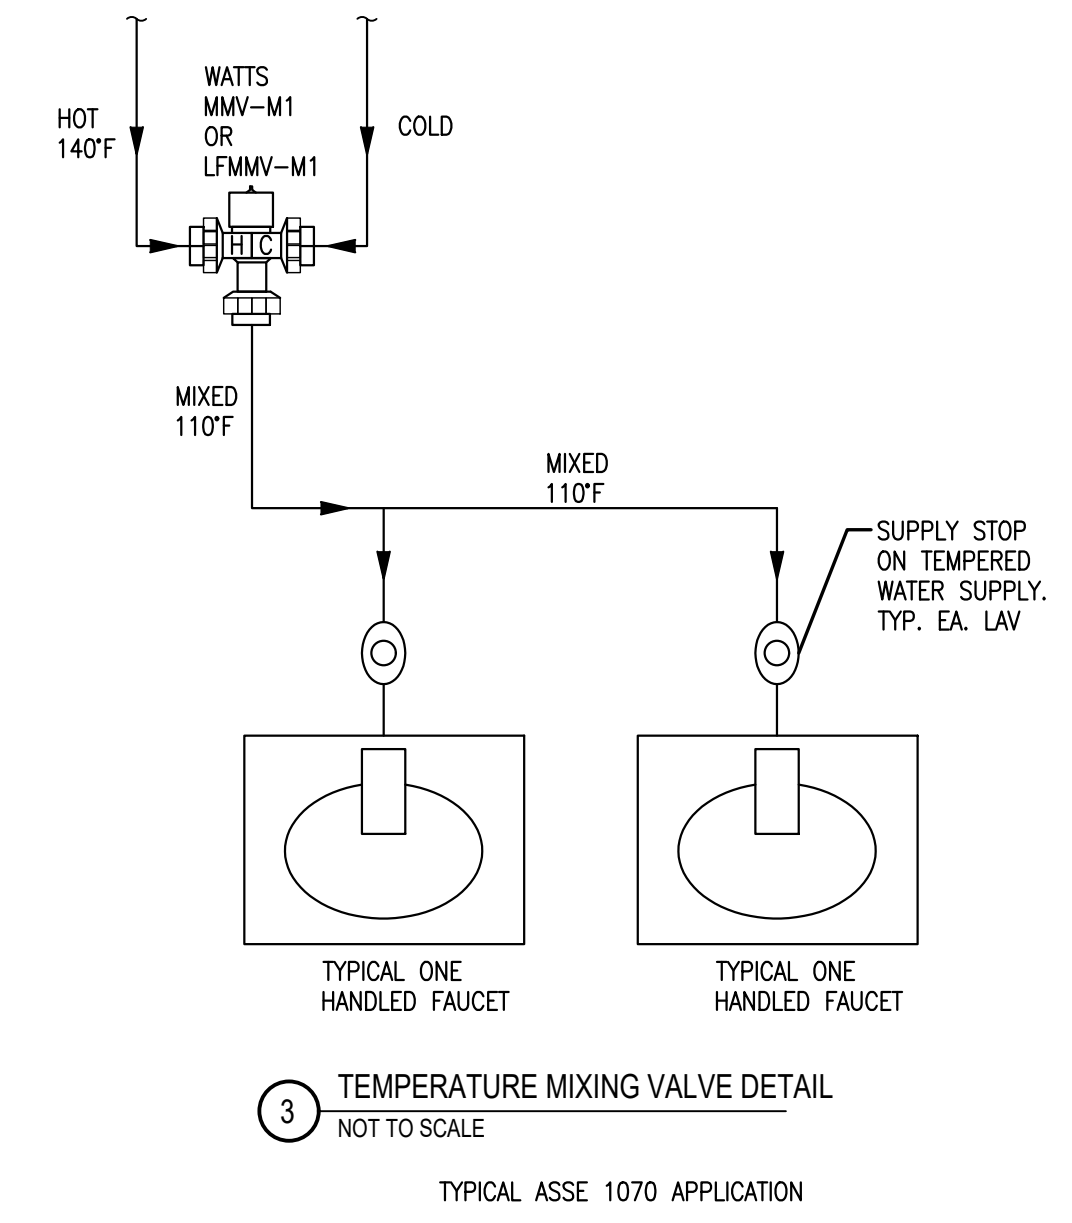 WATTS
MMV-M1
OR
LFMMV-M1
HOT
140°F
COLD
H C
MIXED
110°F
MIXED
110°F
SUPPLY STOP
ON TEMPERED
WATER SUPPLY.
TYP. EA. LAV
TYPICAL ONE
HANDLED FAUCET
TYPICAL ONE
HANDLED FAUCET
3
TEMPERATURE MIXING VALVE DETAIL
NOT TO SCALE
TYPICAL ASSE 1070 APPLICATION